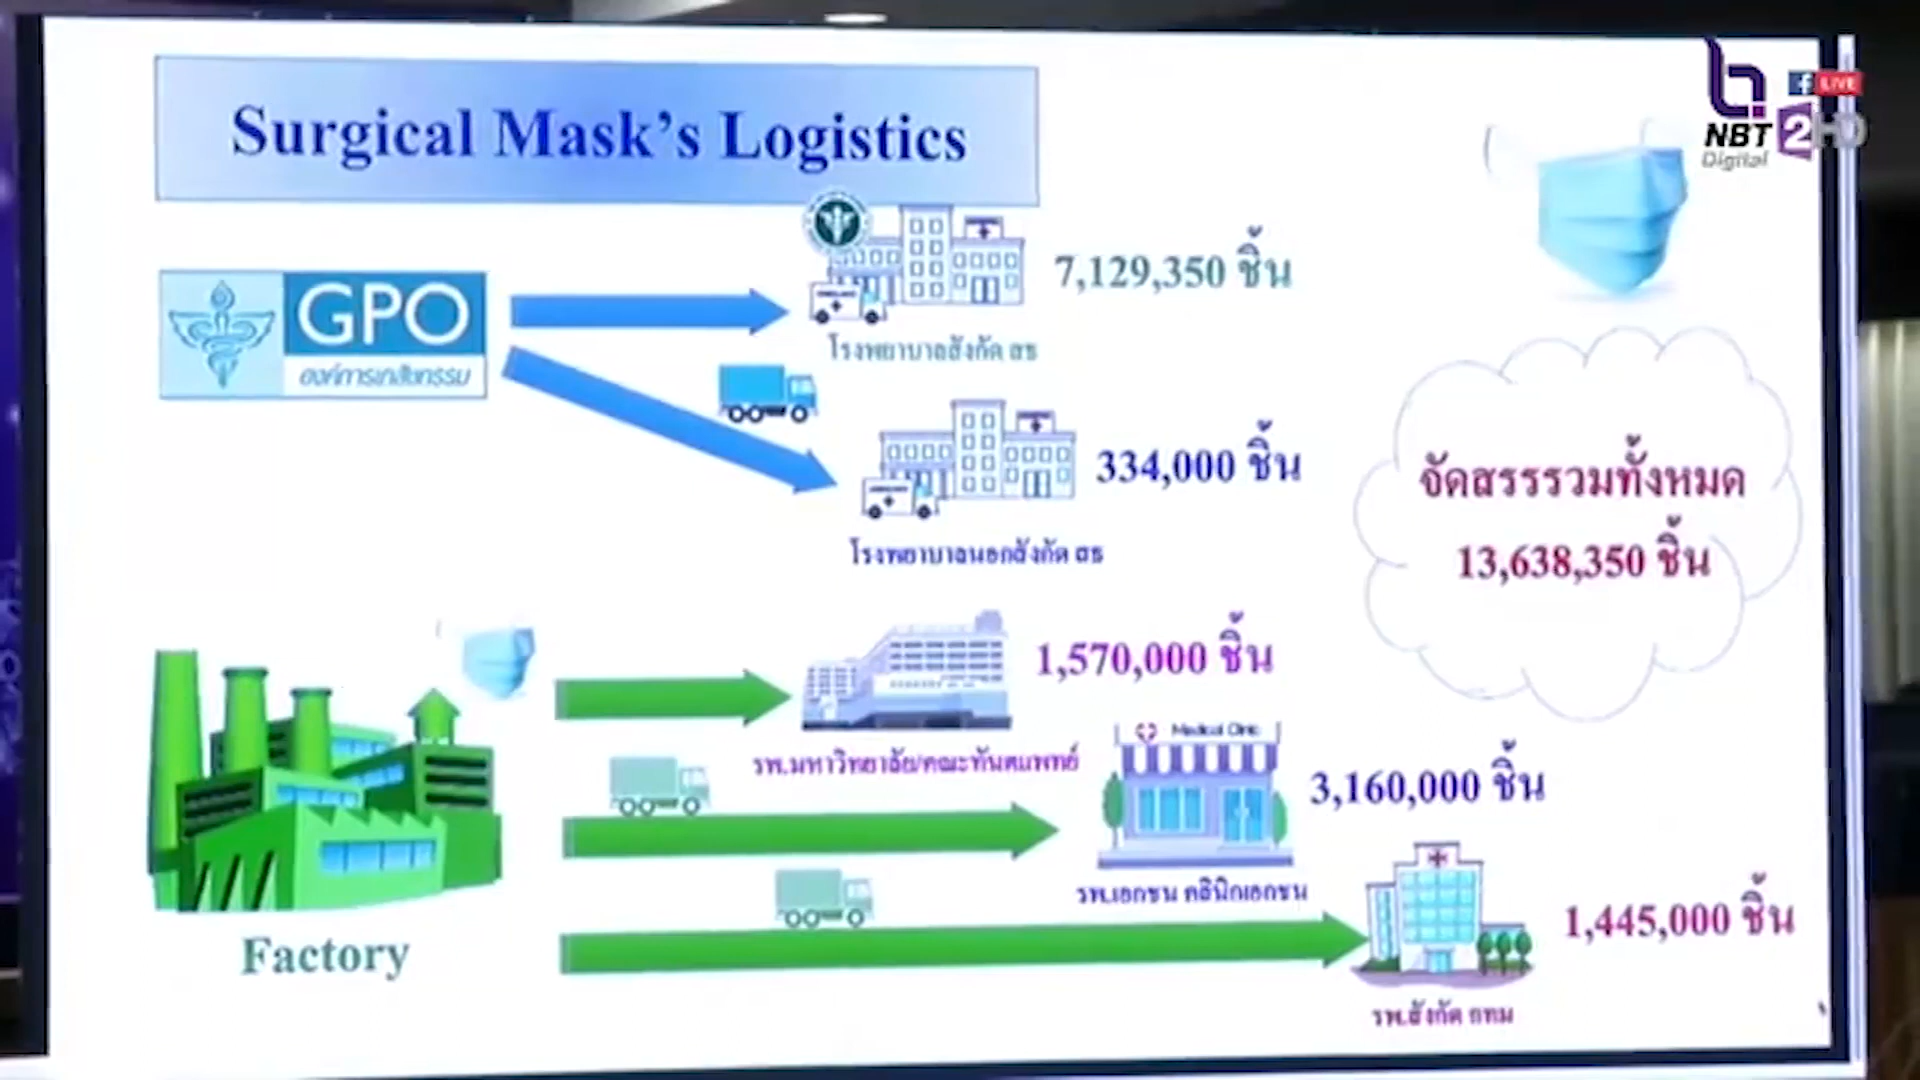 Surgical Mask's Logistics
NBT
Digital
2HD
f LIVE
GPO
องค์การเภสัชกรรม
7,129,350 ชิ้น
โรงพยาบาลสังกัด สธ
334,000 ชิ้น
โรงพยาบาลนอกสังกัด สธ
จัดสรรรวมทั้งหมด
13,638,350 ชิ้น
1,570,000 ชิ้น
รพ.มหาวิทยาลัย/คณะทันตแพทย์
Medical Clinic
3,160,000 ชิ้น
รพ.เอกชน คลินิกเอกชน
Factory
1,445,000 ชิ้น
รพ.สังกัด กทม